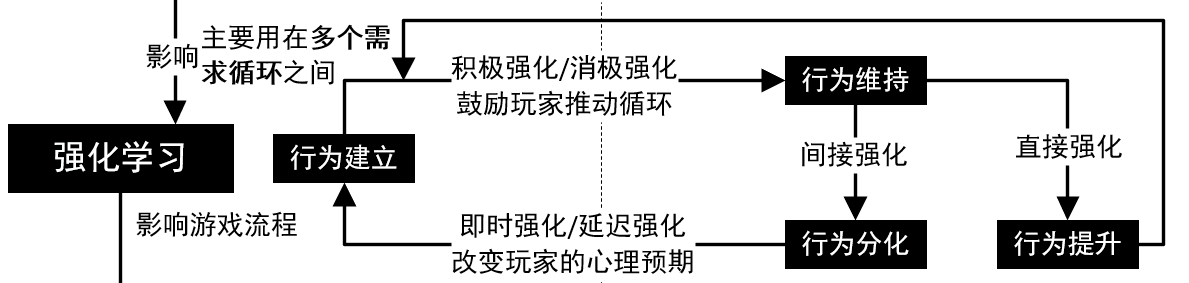 影响
主要用在多个需
求循环之间
强化学习
影响游戏流程
积极强化/消极强化
鼓励玩家推动循环
行为建立
行为维持
间接强化
直接强化
即时强化/延迟强化
改变玩家的心理预期
行为分化
行为提升